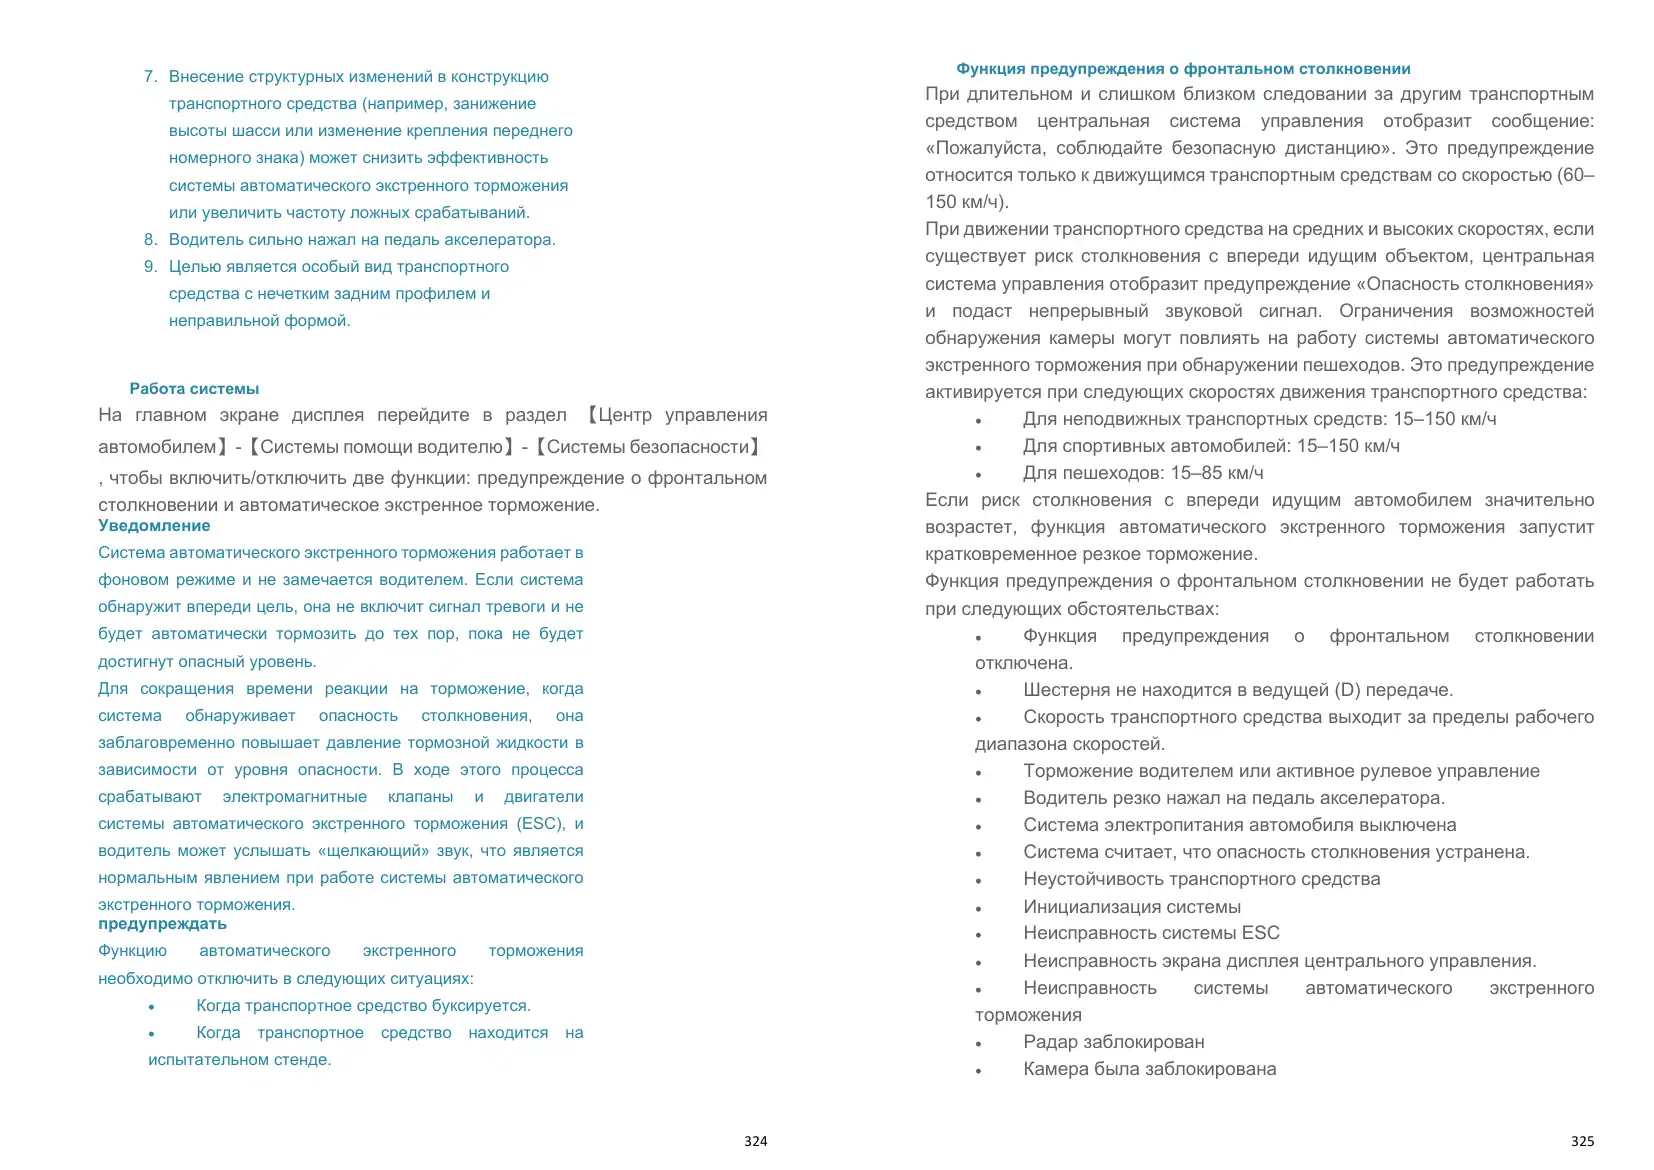 7. Внесение структурных изменений в конструкцию
транспортного средства (например, занижение
высоты шасси или изменение крепления переднего
номерного знака) может снизить эффективность
системы автоматического экстренного торможения
или увеличить частоту ложных срабатываний.
8. Водитель сильно нажал на педаль акселератора.
9. Целью является особый вид транспортного
средства с нечетким задним профилем и
неправильной формой.
Работа системы
На главном экране дисплея перейдите в раздел 【Центр управления
автомобилем】-【Системы помощи водителю】-【Системы безопасности】
, чтобы включить/отключить две функции: предупреждение о фронтальном
столкновении и автоматическое экстренное торможение.
Уведомление
Система автоматического экстренного торможения работает в
фоновом режиме и не замечается водителем. Если система
обнаружит впереди цель, она не включит сигнал тревоги и не
будет автоматически тормозить до тех пор, пока не будет
достигнут опасный уровень.
Для сокращения времени реакции на торможение, когда
система обнаруживает опасность столкновения, она
заблаговременно повышает давление тормозной жидкости в
зависимости от уровня опасности. В ходе этого процесса
срабатывают электромагнитные клапаны и двигатели
системы автоматического экстренного торможения (ESC), и
водитель может услышать «щелкающий» звук, что является
нормальным явлением при работе системы автоматического
экстренного торможения.
предупреждать
Функцию автоматического экстренного торможения
необходимо отключить в следующих ситуациях:
• Когда транспортное средство буксируется.
• Когда транспортное средство находится на
испытательном стенде.
324
Функция предупреждения о фронтальном столкновении
При длительном и слишком близком следовании за другим транспортным
средством центральная система управления отобразит сообщение:
«Пожалуйста, соблюдайте безопасную дистанцию». Это предупреждение
относится только к движущимся транспортным средствам со скоростью (60–
150 км/ч).
При движении транспортного средства на средних и высоких скоростях, если
существует риск столкновения с впереди идущим объектом, центральная
система управления отобразит предупреждение «Опасность столкновения»
и подаст непрерывный звуковой сигнал. Ограничения возможностей
обнаружения камеры могут повлиять на работу системы автоматического
экстренного торможения при обнаружении пешеходов. Это предупреждение
активируется при следующих скоростях движения транспортного средства:
• Для неподвижных транспортных средств: 15–150 км/ч
• Для спортивных автомобилей: 15–150 км/ч
• Для пешеходов: 15–85 км/ч
Если риск столкновения с впереди идущим автомобилем значительно
возрастет, функция автоматического экстренного торможения запустит
кратковременное резкое торможение.
Функция предупреждения о фронтальном столкновении не будет работать
при следующих обстоятельствах:
• Функция предупреждения о фронтальном столкновении
отключена.
• Шестерня не находится в ведущей (D) передаче.
• Скорость транспортного средства выходит за пределы рабочего
диапазона скоростей.
• Торможение водителем или активное рулевое управление
• Водитель резко нажал на педаль акселератора.
• Система электропитания автомобиля выключена
• Система считает, что опасность столкновения устранена.
• Неустойчивость транспортного средства
• Инициализация системы
• Неисправность системы ESC
• Неисправность экрана дисплея центрального управления.
• Неисправность системы автоматического экстренного
торможения
• Радар заблокирован
• Камера была заблокирована
325